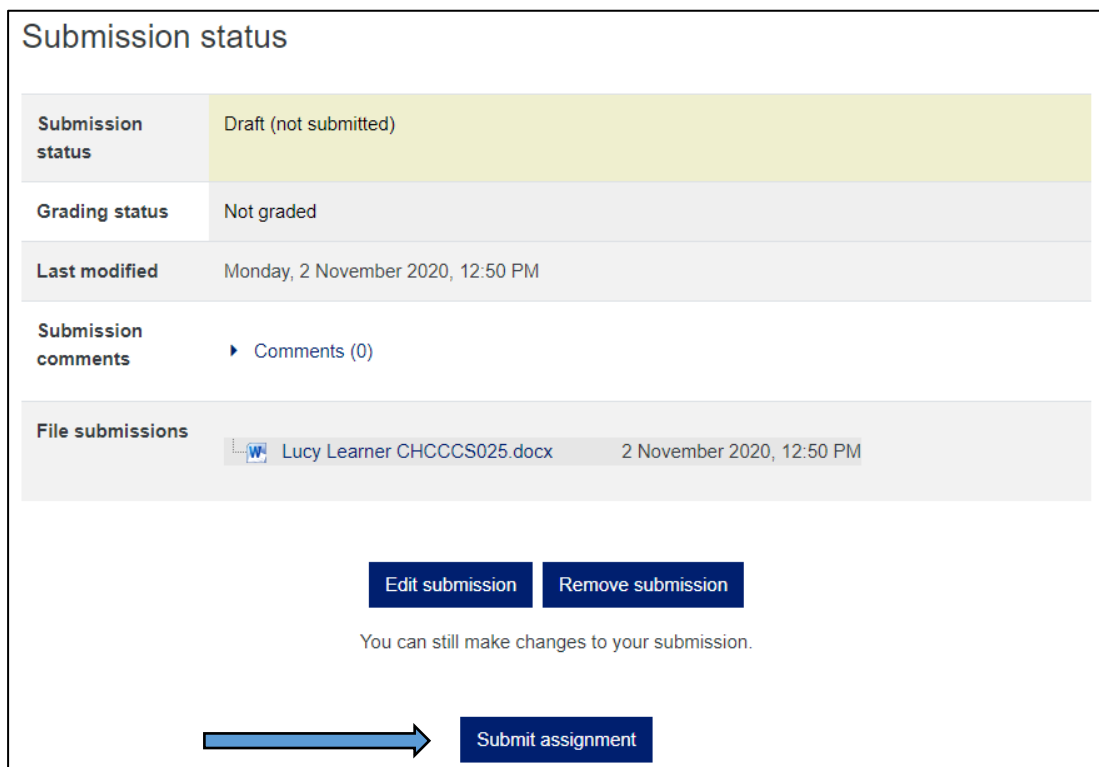 Submission status
Submission
status
Draft (not submitted)
Grading status
Not graded
Last modified
Monday, 2 November 2020, 12:50 PM
Submission
comments
Comments (0)
File submissions
Lucy Learner CHCCCS025.docx 2 November 2020, 12:50 PM
Edit submission Remove submission
You can still make changes to your submission.
Submit assignment